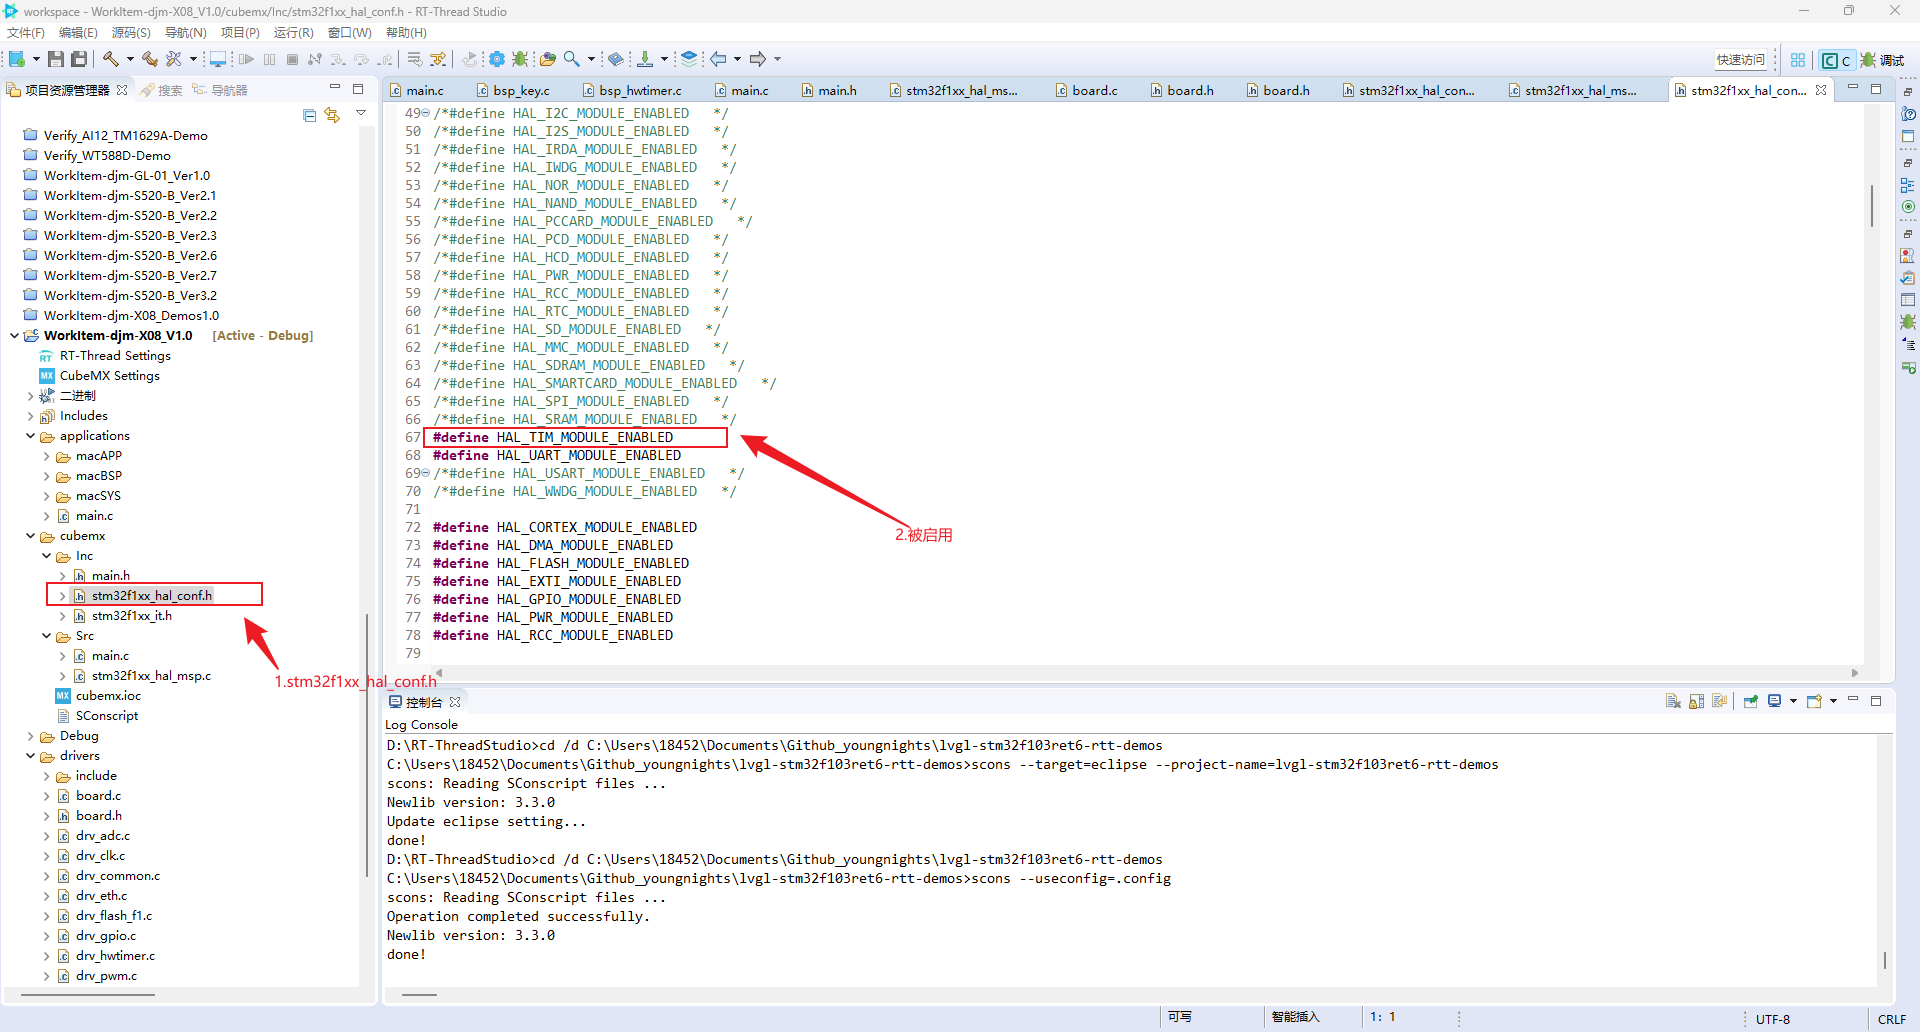 workspace - WorkItem-djm-X08_V1.0/cubemx/Inc/stm32f1xx_hal_conf.h - RT-Thread Studio
文件(F) 编辑(E) 源码(S) 导航(N) 项目(P) 运行(R) 窗口(W) 帮助(H)
快速访问
C
调试
项目资源管理器
搜索
导航器
Verify_AI12_TM1629A-Demo
Verify_WT588D-Demo
WorkItem-djm-GL-01_Ver1.0
WorkItem-djm-S520-B_Ver2.1
WorkItem-djm-S520-B_Ver2.2
WorkItem-djm-S520-B_Ver2.3
WorkItem-djm-S520-B_Ver2.6
WorkItem-djm-S520-B_Ver2.7
WorkItem-djm-S520-B_Ver3.2
WorkItem-djm-X08_Demos1.0
WorkItem-djm-X08_V1.0 [Active - Debug]
RT-Thread Settings
CubeMX Settings
二进制
Includes
applications
macAPP
macBSP
macSYS
main.c
cubemx
Inc
main.h
stm32f1xx_hal_conf.h
stm32f1xx_it.h
Src
main.c
stm32f1xx_hal_msp.c
cubemx.ioc
SConscript
Debug
drivers
include
board.c
board.h
drv_adc.c
drv_clk.c
drv_common.c
drv_eth.c
drv_flash_f1.c
drv_gpio.c
drv_hwtimer.c
drv_pwm.c
1.stm32f1xx_hal_conf.h
main.c bsp_key.c bsp_hwtimer.c main.c main.h stm32f1xx_hal_ms... board.c board.h board.h stm32f1xx_hal_con... stm32f1xx_hal_ms... stm32f1xx_hal_con...
49 /*#define HAL_I2C_MODULE_ENABLED   */
50 /*#define HAL_I2S_MODULE_ENABLED   */
51 /*#define HAL_IRDA_MODULE_ENABLED   */
52 /*#define HAL_IWDG_MODULE_ENABLED   */
53 /*#define HAL_NOR_MODULE_ENABLED   */
54 /*#define HAL_NAND_MODULE_ENABLED   */
55 /*#define HAL_PCCARD_MODULE_ENABLED   */
56 /*#define HAL_PCD_MODULE_ENABLED   */
57 /*#define HAL_HCD_MODULE_ENABLED   */
58 /*#define HAL_PWR_MODULE_ENABLED   */
59 /*#define HAL_RCC_MODULE_ENABLED   */
60 /*#define HAL_RTC_MODULE_ENABLED   */
61 /*#define HAL_SD_MODULE_ENABLED   */
62 /*#define HAL_MMC_MODULE_ENABLED   */
63 /*#define HAL_SDRAM_MODULE_ENABLED   */
64 /*#define HAL_SMARTCARD_MODULE_ENABLED   */
65 /*#define HAL_SPI_MODULE_ENABLED   */
66 /*#define HAL_SRAM_MODULE_ENABLED   */
67 #define HAL_TIM_MODULE_ENABLED
68 #define HAL_UART_MODULE_ENABLED
69 /*#define HAL_USART_MODULE_ENABLED   */
70 /*#define HAL_WWDG_MODULE_ENABLED   */
71
72 #define HAL_CORTEX_MODULE_ENABLED
73 #define HAL_DMA_MODULE_ENABLED
74 #define HAL_FLASH_MODULE_ENABLED
75 #define HAL_EXTI_MODULE_ENABLED
76 #define HAL_GPIO_MODULE_ENABLED
77 #define HAL_PWR_MODULE_ENABLED
78 #define HAL_RCC_MODULE_ENABLED
79
2.被启用
控制台
Log Console
D:\RT-ThreadStudio>cd /d C:\Users\18452\Documents\Github_youngnights\lvgl-stm32f103ret6-rtt-demos
C:\Users\18452\Documents\Github_youngnights\lvgl-stm32f103ret6-rtt-demos>scons --target=eclipse --project-name=lvgl-stm32f103ret6-rtt-demos
scons: Reading SConscript files ...
Newlib version: 3.3.0
Update eclipse setting...
done!
D:\RT-ThreadStudio>cd /d C:\Users\18452\Documents\Github_youngnights\lvgl-stm32f103ret6-rtt-demos
C:\Users\18452\Documents\Github_youngnights\lvgl-stm32f103ret6-rtt-demos>scons --useconfig=.config
scons: Reading SConscript files ...
Operation completed successfully.
Newlib version: 3.3.0
done!
可写 智能插入 1: 1 UTF-8 CRLF